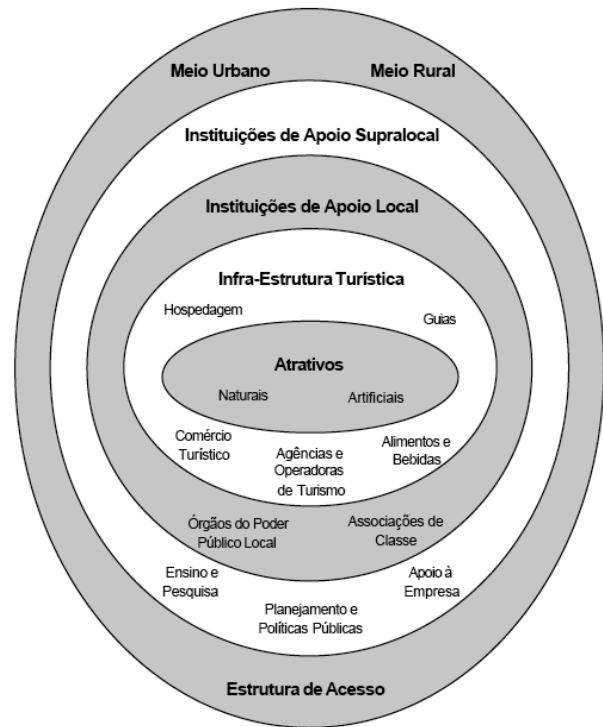 Meio Urbano
Meio Rural
Instituições de Apoio Supralocal
Instituições de Apoio Local
Infra-Estrutura Turística
Hospedagem
Guias
Atrativos
Naturais
Artificiais
Comércio
Turístico
Agências e
Operadoras
de Turismo
Alimentos e
Bebidas
Órgãos do Poder
Público Local
Associações de
Classe
Ensino e
Pesquisa
Planejamento e
Políticas Públicas
Apoio à
Empresa
Estrutura de Acesso